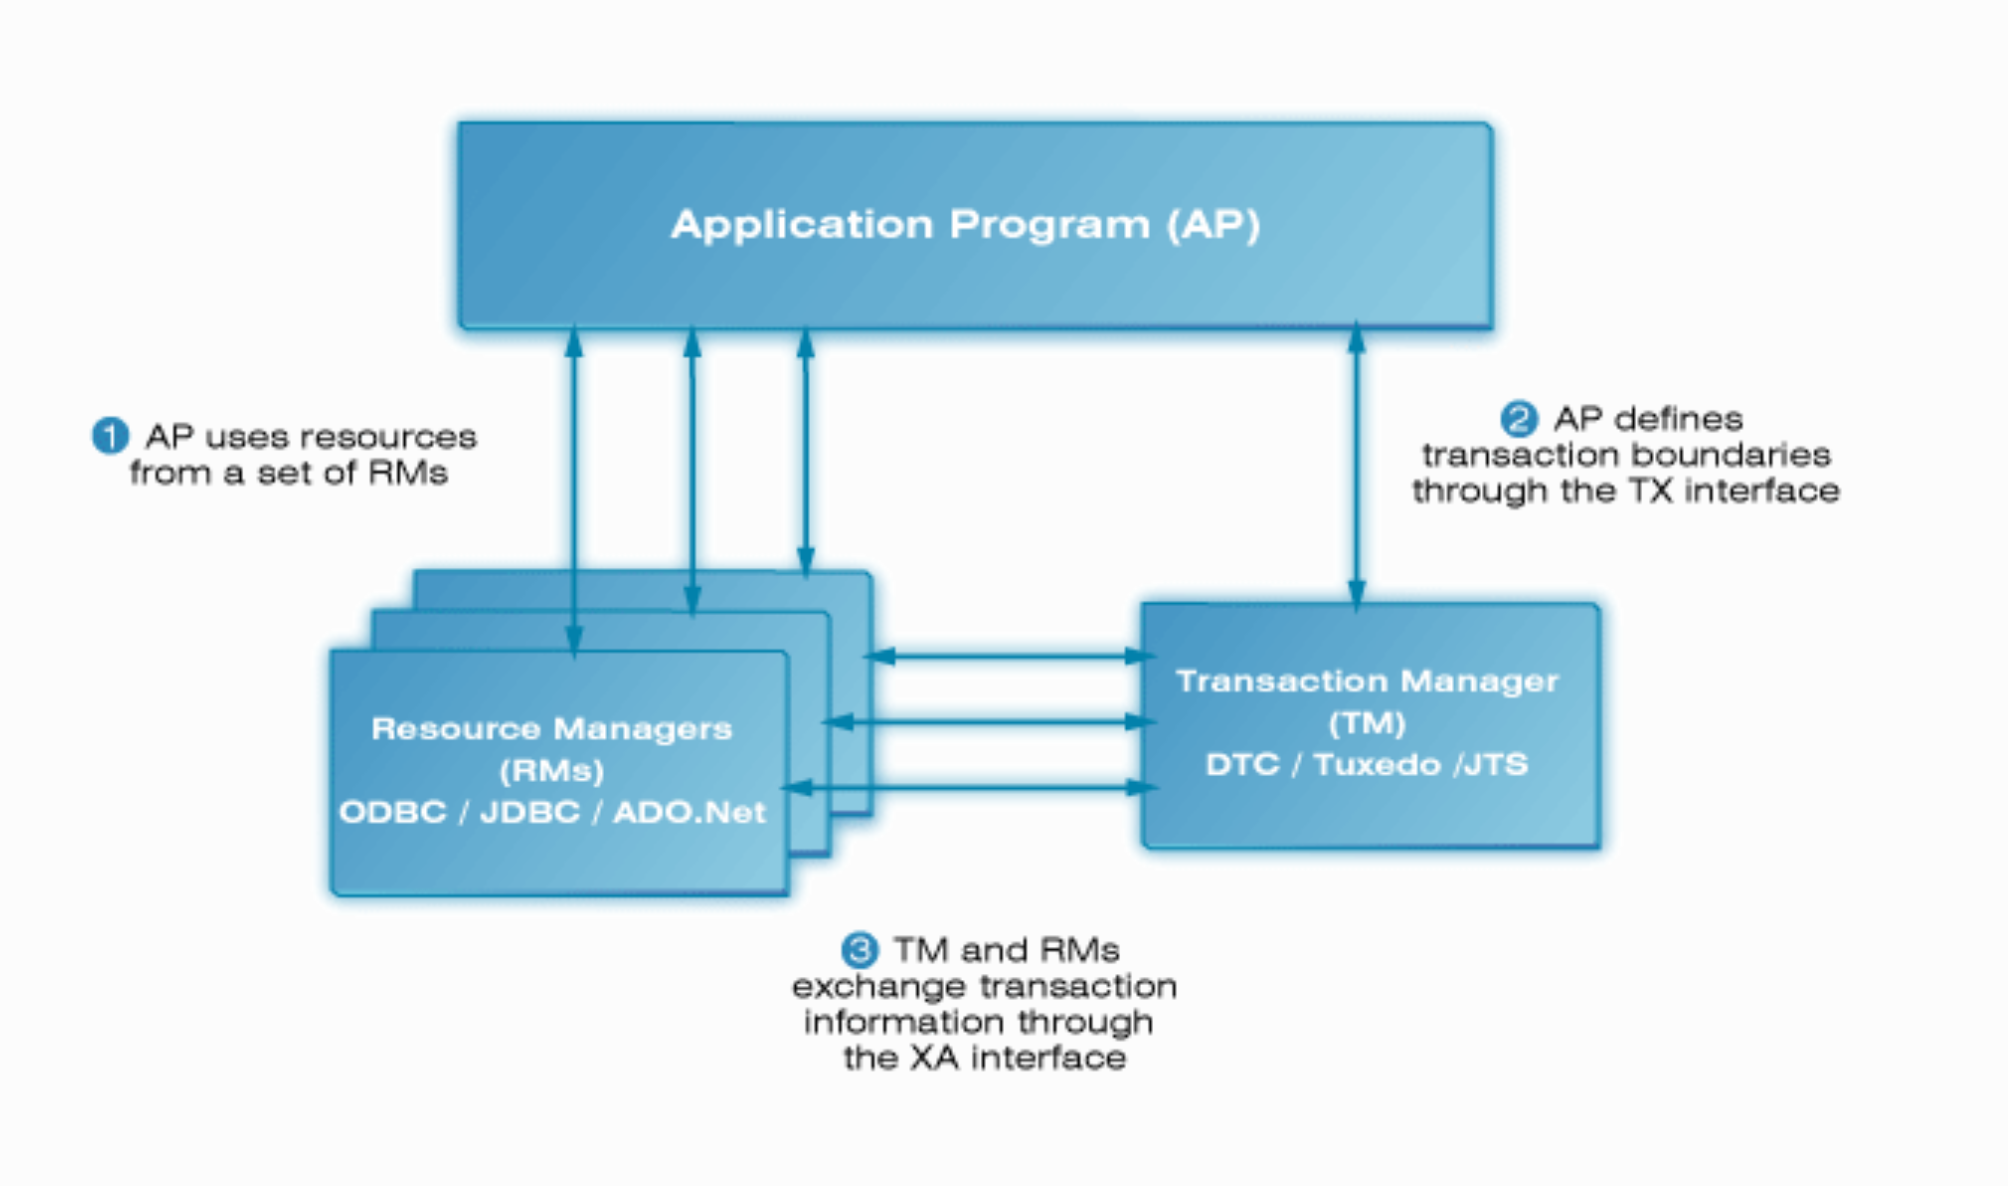 Application Program (AP)
1 AP uses resources
from a set of RMs
2 AP defines
transaction boundaries
through the TX interface
Resource Managers
(RMs)
ODBC / JDBC / ADO.Net
Transaction Manager
(TM)
DTC / Tuxedo /JTS
3 TM and RMs
exchange transaction
information through
the XA interface